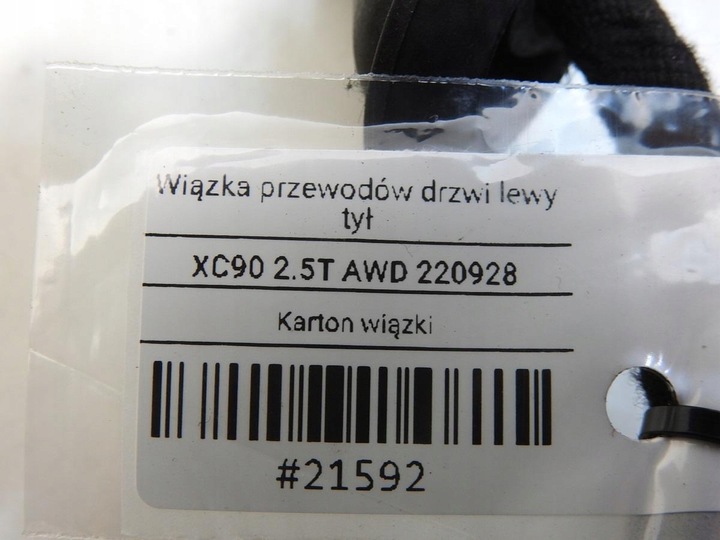 Wiązka przewodów drzwi lewy
tył
XC90 2.5T AWD 220928
Karton wiązki
#21592